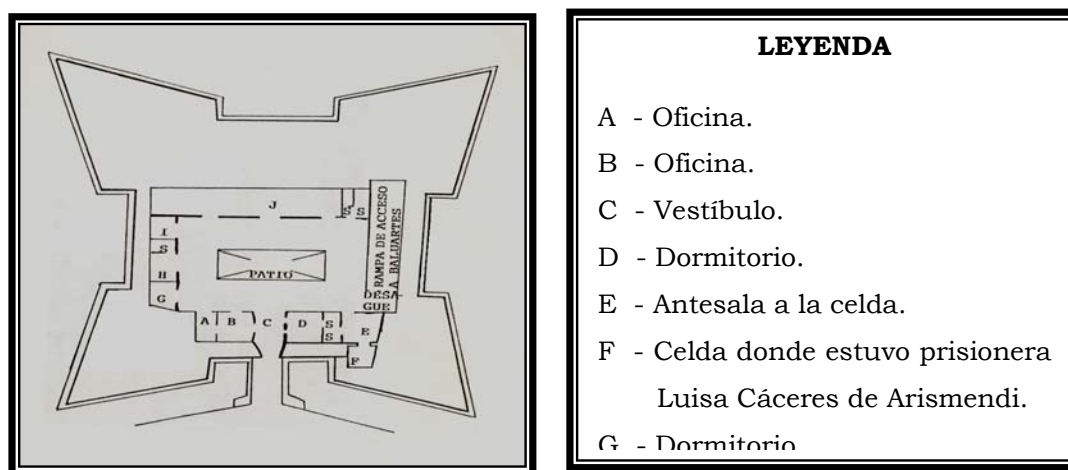 J
S S
I
S
H
G
PATIO
RAMPA DE ACCESO
A BALUARTES
DESA
GUE
A B C D S E
S
F
LEYENDA
A - Oficina.
B - Oficina.
C - Vestíbulo.
D - Dormitorio.
E - Antesala a la celda.
F - Celda donde estuvo prisionera
Luisa Cáceres de Arismendi.
G - Dormitorio